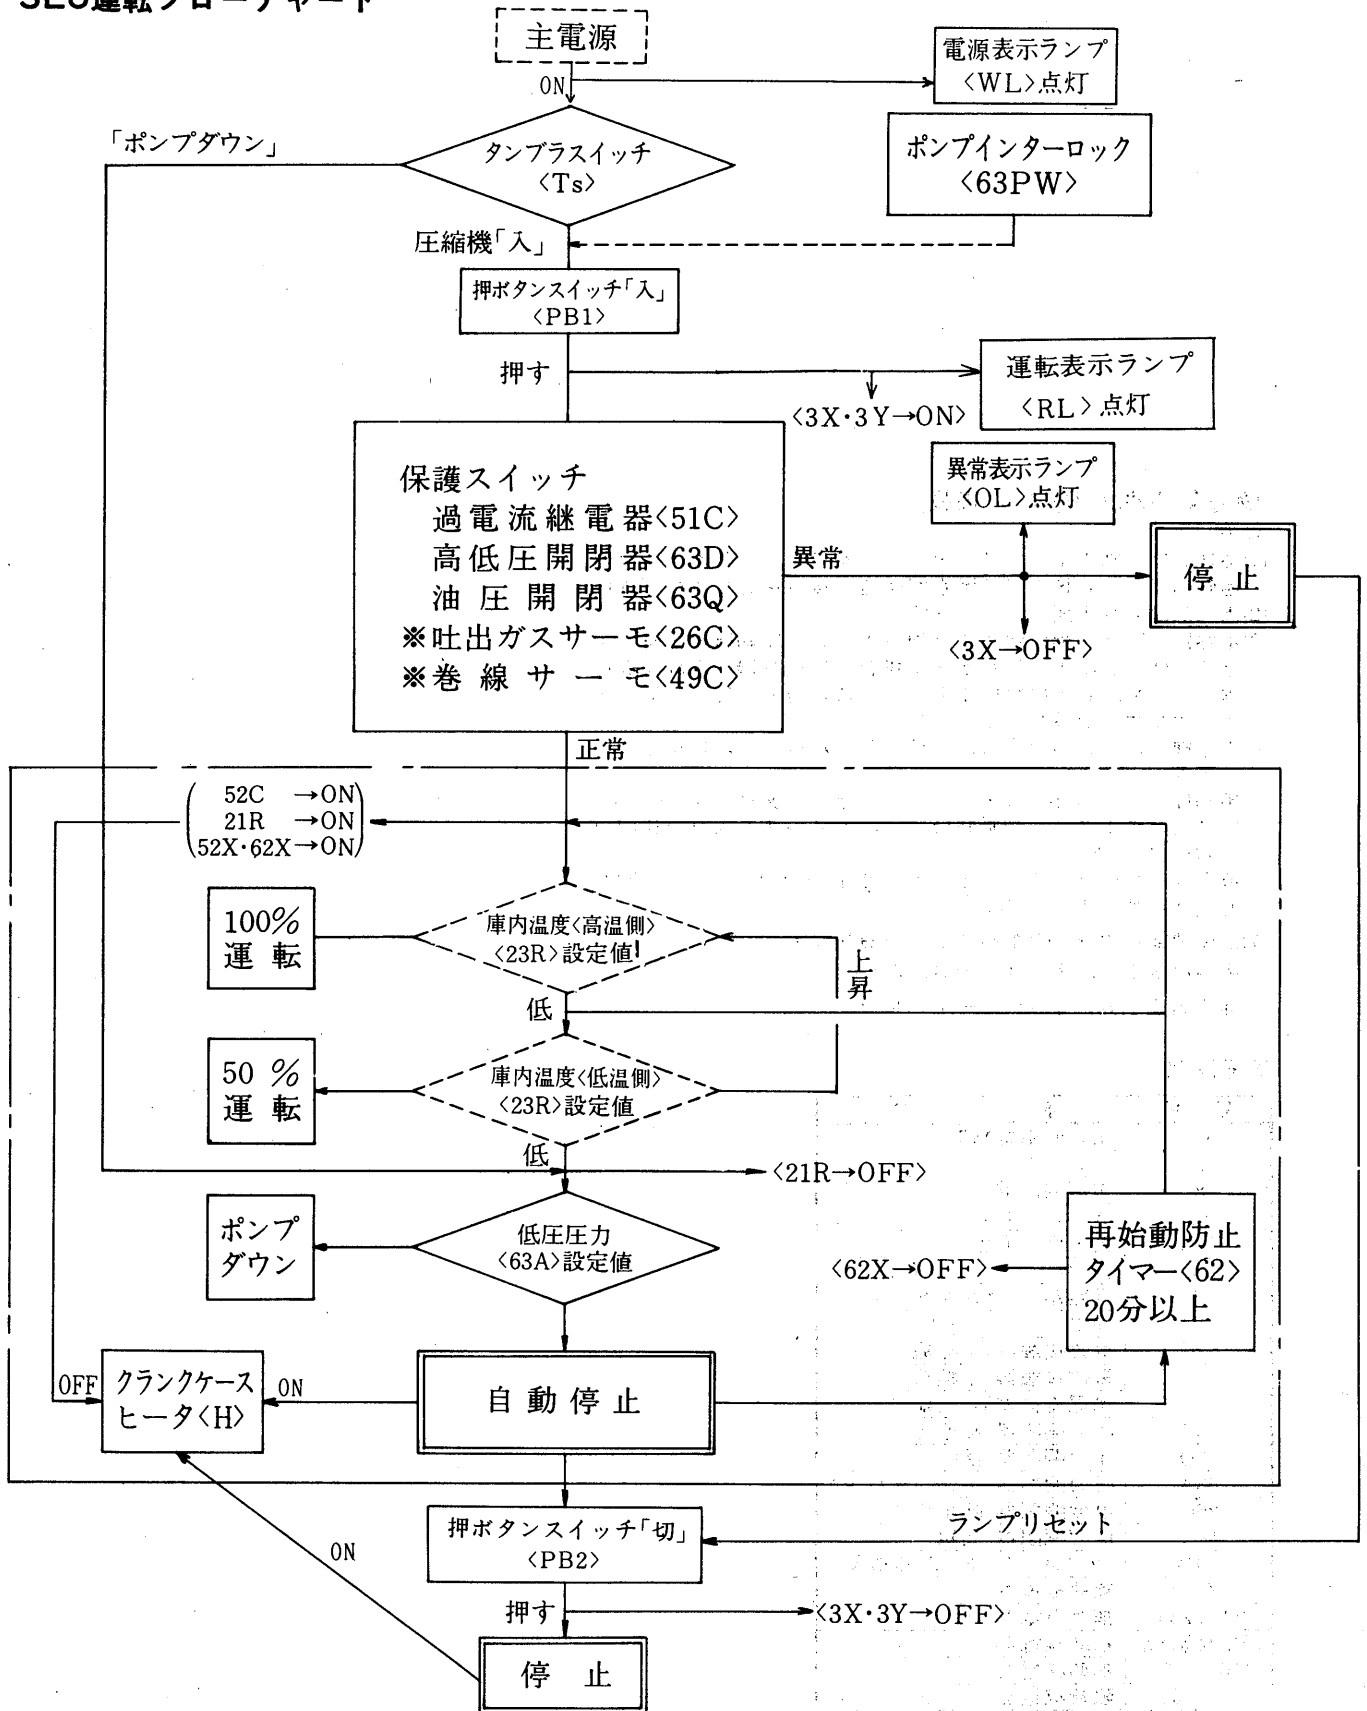 運転フローチャート
主電源
電源表示ランプ
〈WL〉点灯
ON
「ポンプダウン」
タンブラスイッチ
〈Ts〉
ポンプインターロック
〈63PW〉
圧縮機「入」
押ボタンスイッチ「入」
〈PB1〉
押す
運転表示ランプ
〈RL〉点灯
〈3X·3Y→ON〉
保護スイッチ
過電流継電器〈51C〉
高低圧開閉器〈63D〉
油圧開閉器〈63Q〉
※吐出ガスサーモ〈26C〉
※巻線サーモ〈49C〉
異常表示ランプ
〈OL〉点灯
異常
停止
〈3X→OFF〉
正常
52C →ON
21R →ON
52X·62X→ON
100%
運転
庫内温度〈高温側〉
〈23R〉設定値
上昇
低
50 %
運転
庫内温度〈低温側〉
〈23R〉設定値
低
〈21R→OFF〉
ポンプ
ダウン
低圧圧力
〈63A〉設定値
〈62X→OFF〉
再始動防止
タイマー〈62〉
20分以上
OFF
クランクケース
ヒータ〈H〉
ON
自動停止
押ボタンスイッチ「切」
〈PB2〉
ランプリセット
ON
押す
〈3X·3Y→OFF〉
停止